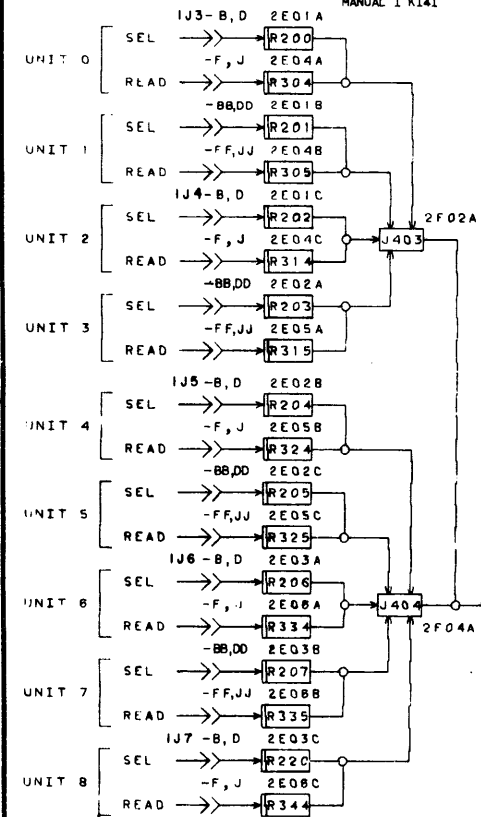 MANUAL 1 K141
1J3-B, D 2E01A
SEL R200
UNIT 0 -F, J 2E04A
READ R304
-BB,DD 2E01B
SEL R201
UNIT 1 -FF,JJ 2E04B
READ R305
1J4-B, D 2E01C
SEL R202 2F02A
UNIT 2 -F, J 2E04C J403
READ R314
-BB,DD 2E02A
SEL R203
UNIT 3 -FF,JJ 2E05A
READ R315
1J5-B, D 2E02B
SEL R204
UNIT 4 -F, J 2E05B
READ R324
-BB,DD 2E02C
SEL R205
UNIT 5 -FF,JJ 2E05C
READ R325
1J6-B, D 2E03A
SEL R206
UNIT 6 -F, J 2E06A J404
READ R334 2F04A
-BB,DD 2E03B
SEL R207
UNIT 7 -FF,JJ 2E06B
READ R335
1J7-B, D 2E03C
SEL R220
UNIT 8 -F, J 2E06C
READ R344